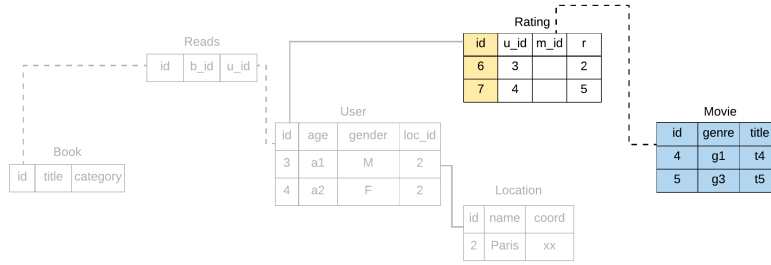 Rating
id u_id m_id r
6 3 2
7 4 5
Reads
id b_id u_id
User
id age gender loc_id
3 a1 M 2
4 a2 F 2
Book
id title category
Movie
id genre title
4 g1 t4
5 g3 t5
Location
id name coord
2 Paris xx